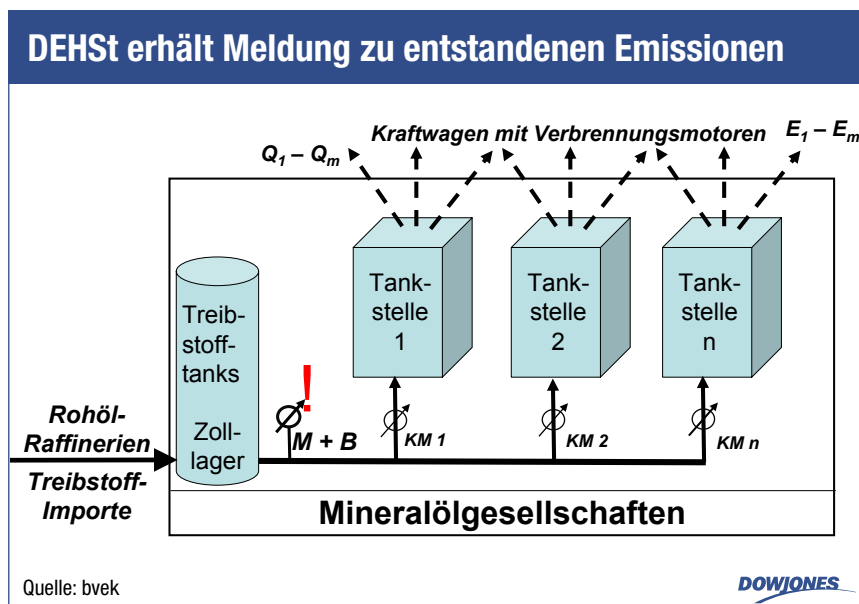 DEHSt erhält Meldung zu entstandenen Emissionen
Kraftwagen mit Verbrennungsmotoren
E1 – Em
Q1 – Qm
Treib-
stoff-
tanks
Zoll-
lager
Tank-
stelle
1
Tank-
stelle
2
Tank-
stelle
n
!
M + B
KM 1
KM 2
KM n
Rohöl-
Raffinerien
Treibstoff-
Importe
Mineralölgesellschaften
Quelle: bvek
DOWJONES